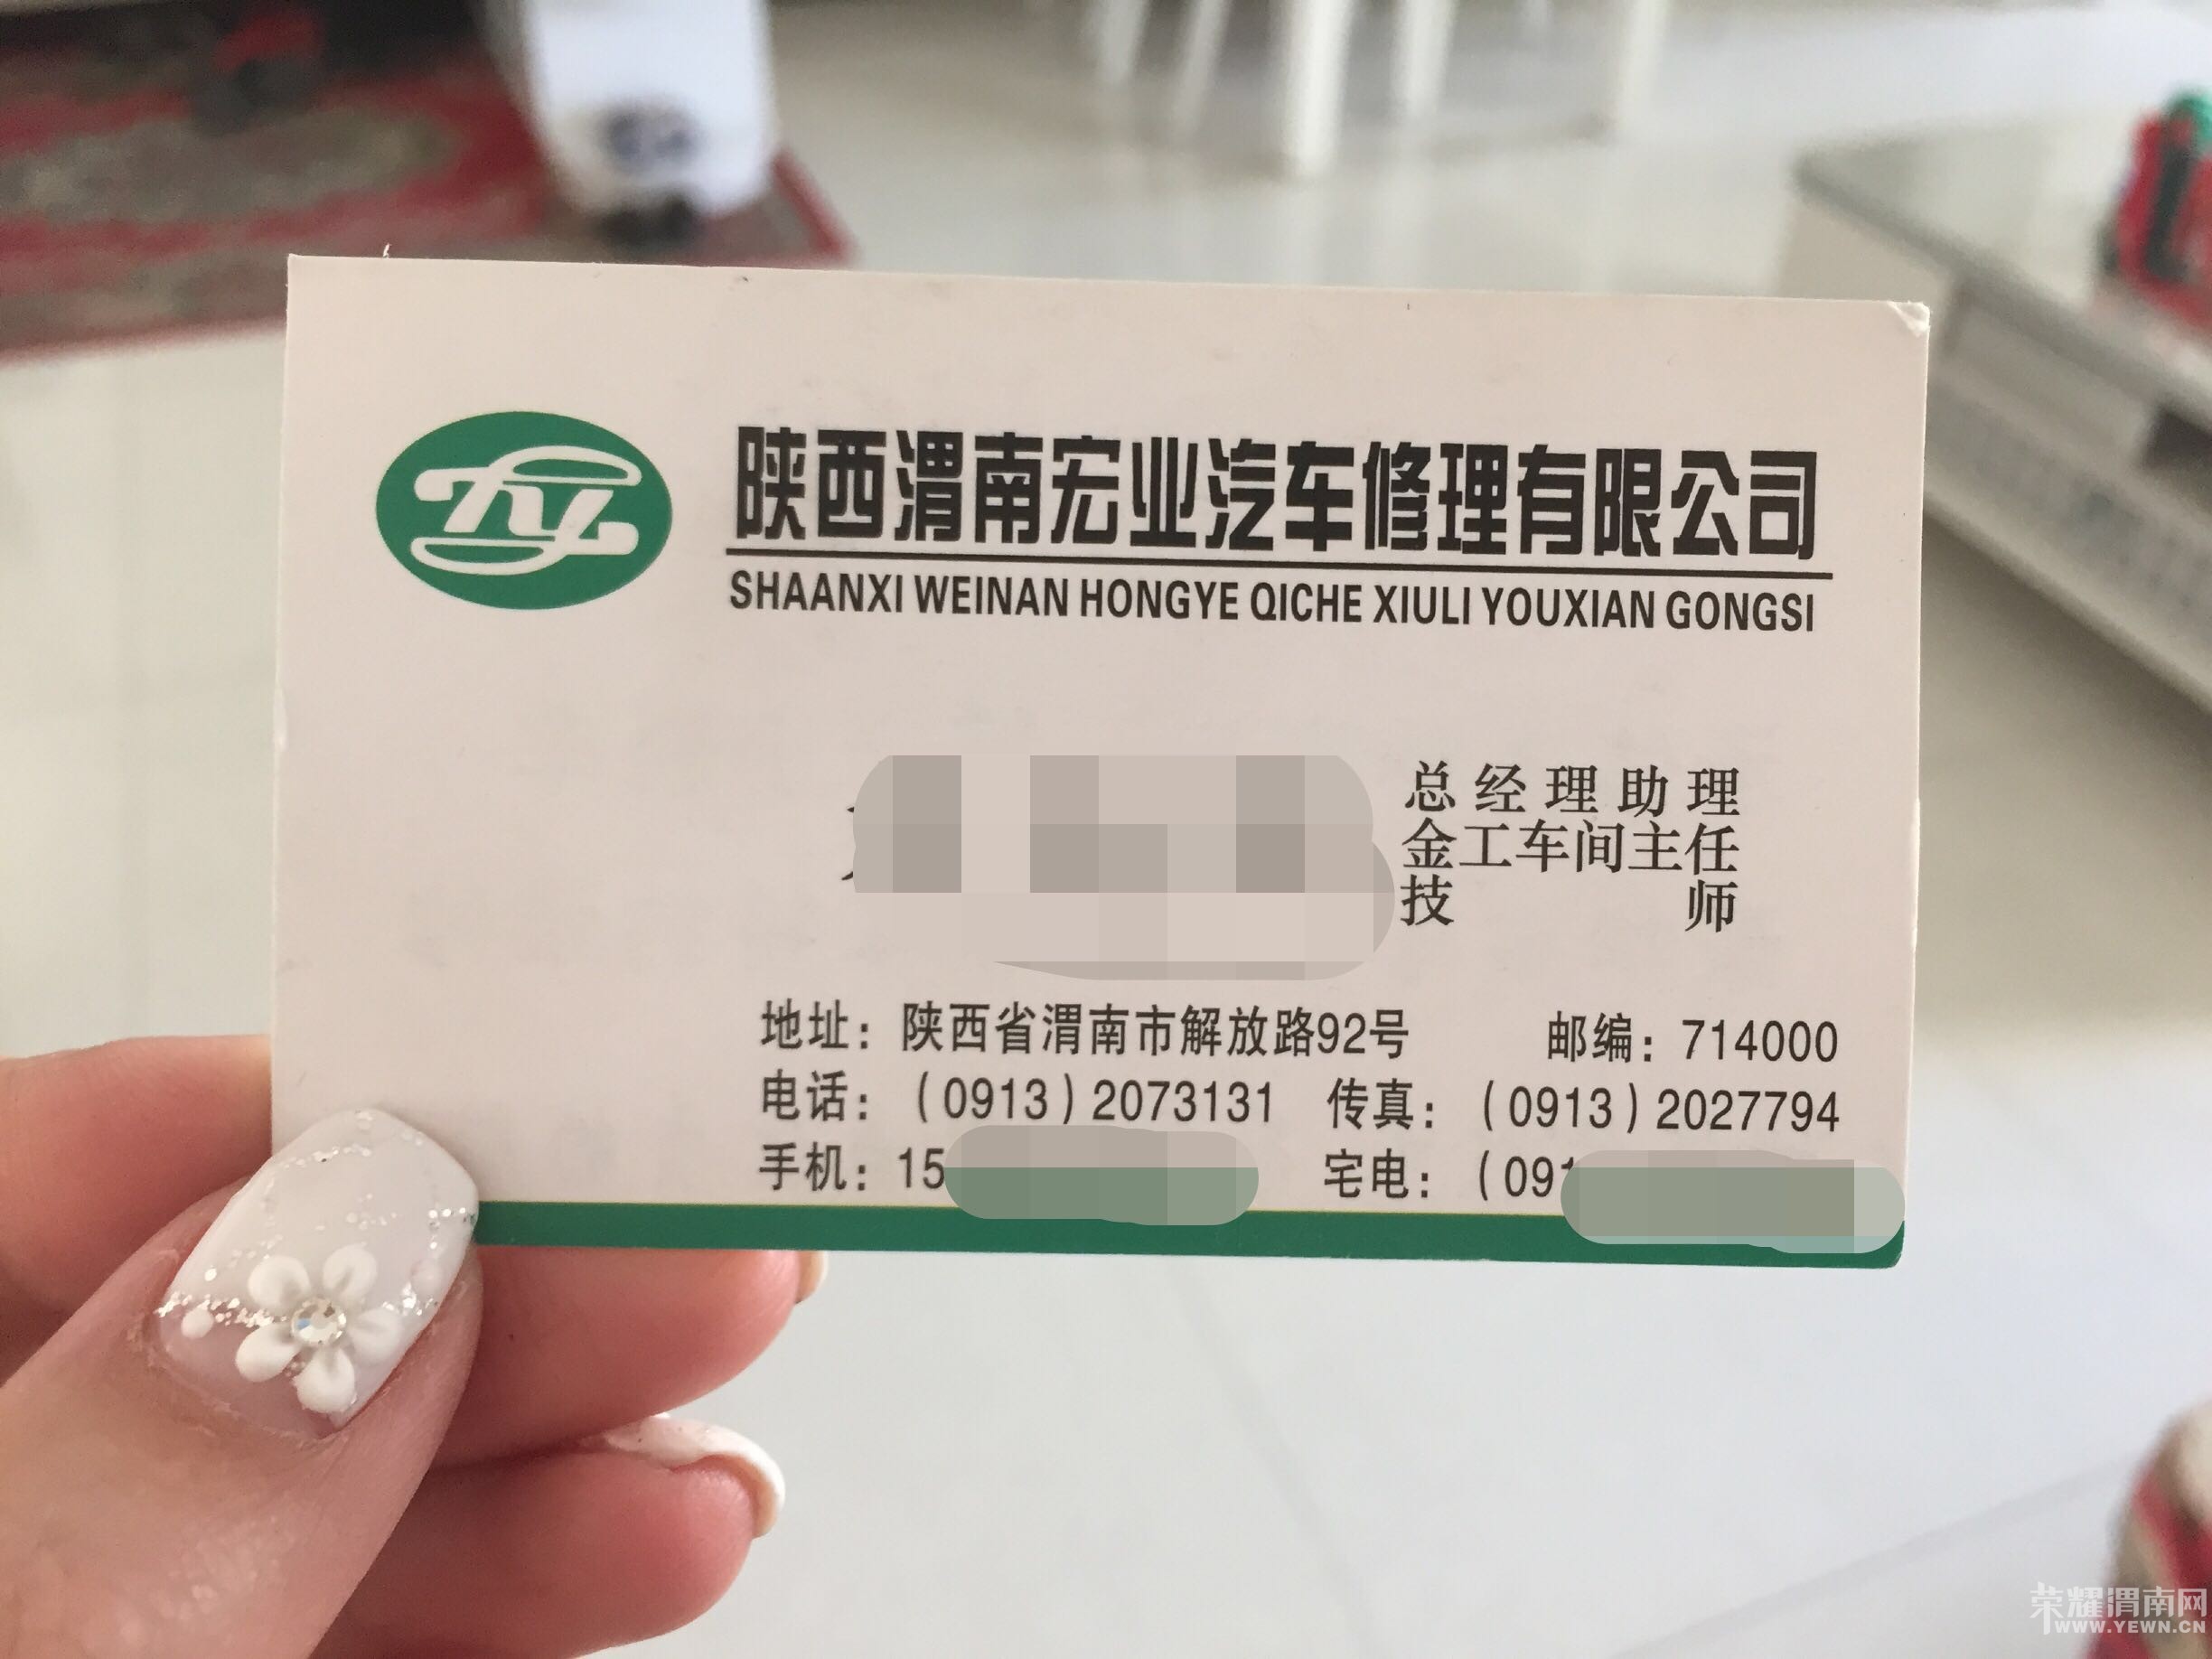 陕西渭南宏业汽车修理有限公司
SHAANXI WEINAN HONGYE QICHE XIULI YOUXIAN GONGSI
总经理助理
金工车间主任
技师
地址：陕西省渭南市解放路92号 邮编：714000
电话：（0913）2073131 传真：（0913）2027794
手机：15 宅电：（091
荣耀渭南网
WWW.YEWN.CN